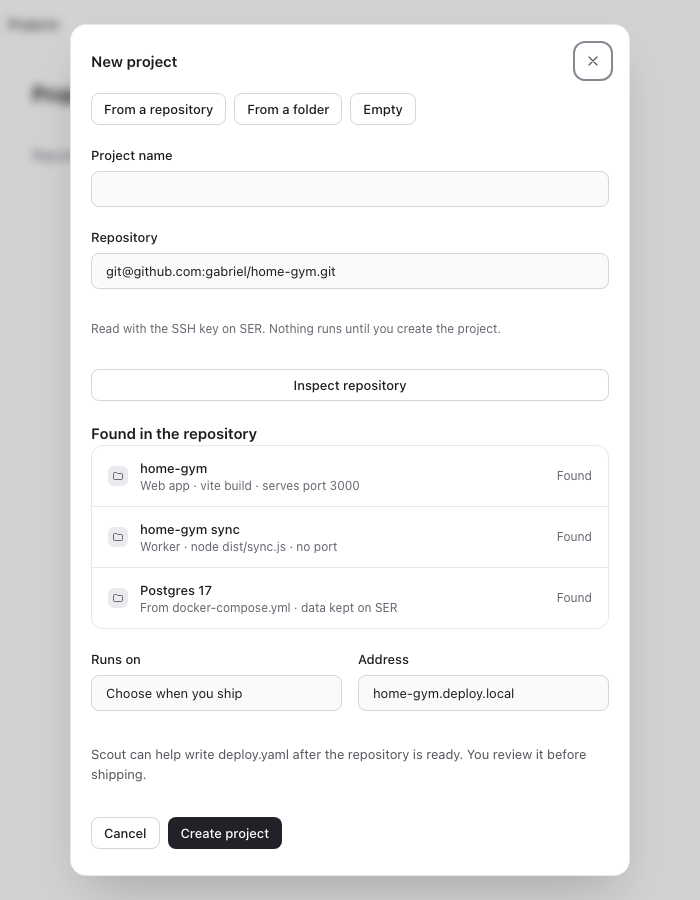 New project
From a repository
From a folder
Empty
Project name
Repository
git@github.com:gabriel/home-gym.git
Read with the SSH key on SER. Nothing runs until you create the project.
Inspect repository
Found in the repository
home-gym
Web app · vite build · serves port 3000
Found
home-gym sync
Worker · node dist/sync.js · no port
Found
Postgres 17
From docker-compose.yml · data kept on SER
Found
Runs on
Address
Choose when you ship
home-gym.deploy.local
Scout can help write deploy.yaml after the repository is ready. You review it before
shipping.
Cancel
Create project